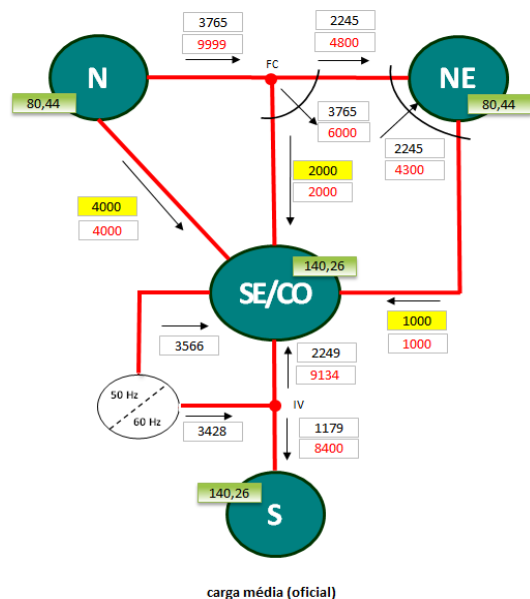 3765
9999
2245
4800
FC
N
80,44
NE
80,44
3765
6000
2245
4300
2000
2000
4000
4000
140,26
SE/CO
1000
1000
3566
2249
9134
50 Hz
60 Hz
3428
IV
1179
8400
140,26
S
carga média (oficial)